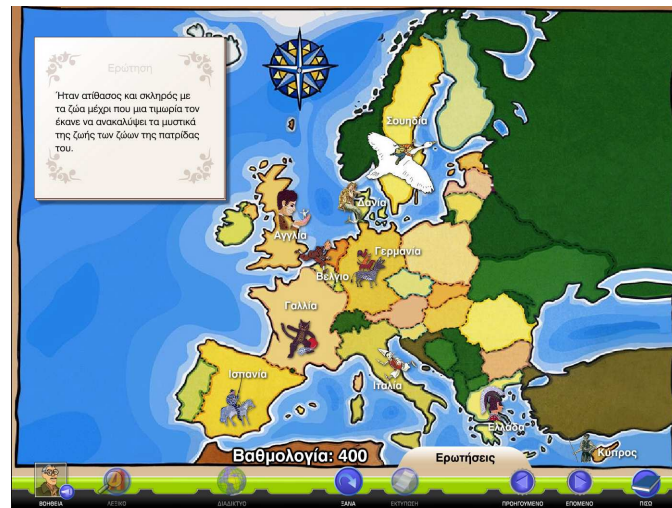 Ερώτηση
Ήταν ατίθασος και σκληρός με
τα ζώα μέχρι που μια τιμωρία τον
έκανε να ανακαλύψει τα μυστικά
της ζωής των ζώων της πατρίδας
του.
Σουηδία
Δανία
Αγγλία
Γερμανία
Βέλγιο
Γαλλία
Ισπανία
Ιταλία
Ελλάδα
Κύπρος
Βαθμολογία: 400
Ερωτήσεις
ΒΟΗΘΕΙΑ
ΛΕΞΙΚΟ
ΔΙΑΔΙΚΤΥΟ
ΞΑΝΑ
ΕΚΤΥΠΩΣΗ
ΠΡΟΗΓΟΥΜΕΝΟ
ΕΠΟΜΕΝΟ
ΠΙΣΩ